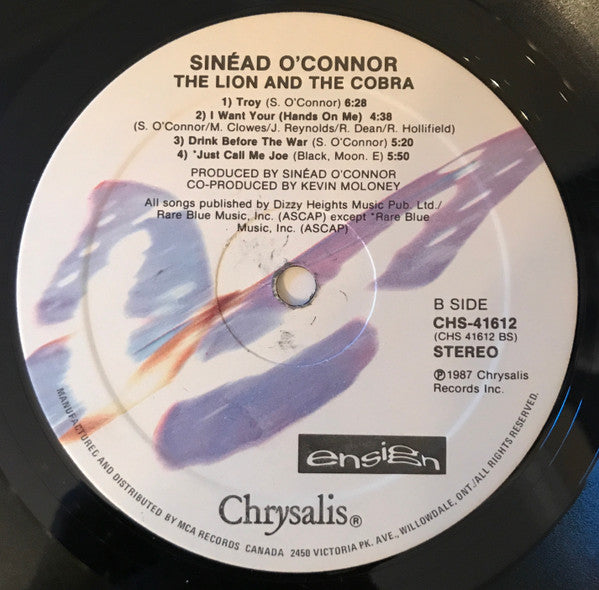 SINÉAD O'CONNOR
THE LION AND THE COBRA
1) Troy (S. O'Connor) 6:28
2) I Want Your (Hands On Me) 4:38
(S. O'Connor/M. Clowes/J. Reynolds/R. Dean/R. Hollifield)
3) Drink Before The War (S. O'Connor) 5:20
4) *Just Call Me Joe (Black, Moon. E) 5:50
PRODUCED BY SINÉAD O'CONNOR
CO-PRODUCED BY KEVIN MOLONEY
All songs published by Dizzy Heights Music Pub. Ltd./
Rare Blue Music, Inc. (ASCAP) except *Rare Blue
Music, Inc. (ASCAP)
B SIDE
CHS-41612
(CHS 41612 BS)
STEREO
℗1987 Chrysalis
Records Inc.
ensign
Chrysalis®
MANUFACTURED AND DISTRIBUTED BY MCA RECORDS CANADA 2450 VICTORIA PK. AVE., WILLOWDALE, ONT./ALL RIGHTS RESERVED.